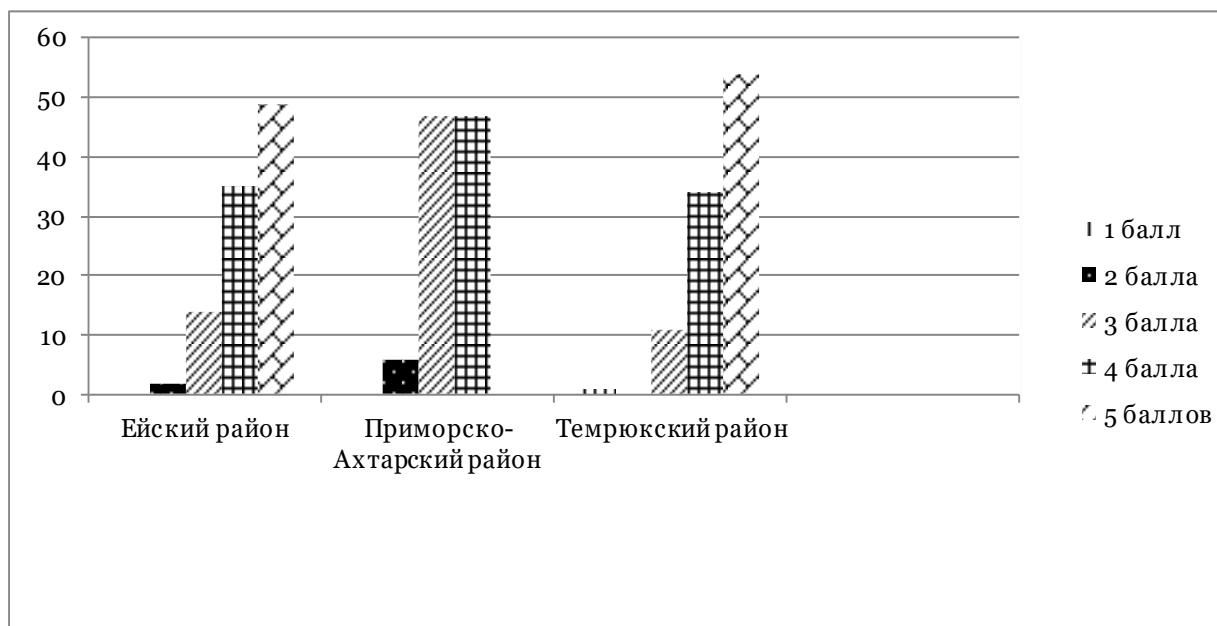 60
50
40
30
20
10
0
Ейский район
Приморско-
Ахтарский район
Темрюкский район
1 балл
2 балла
3 балла
4 балла
5 баллов